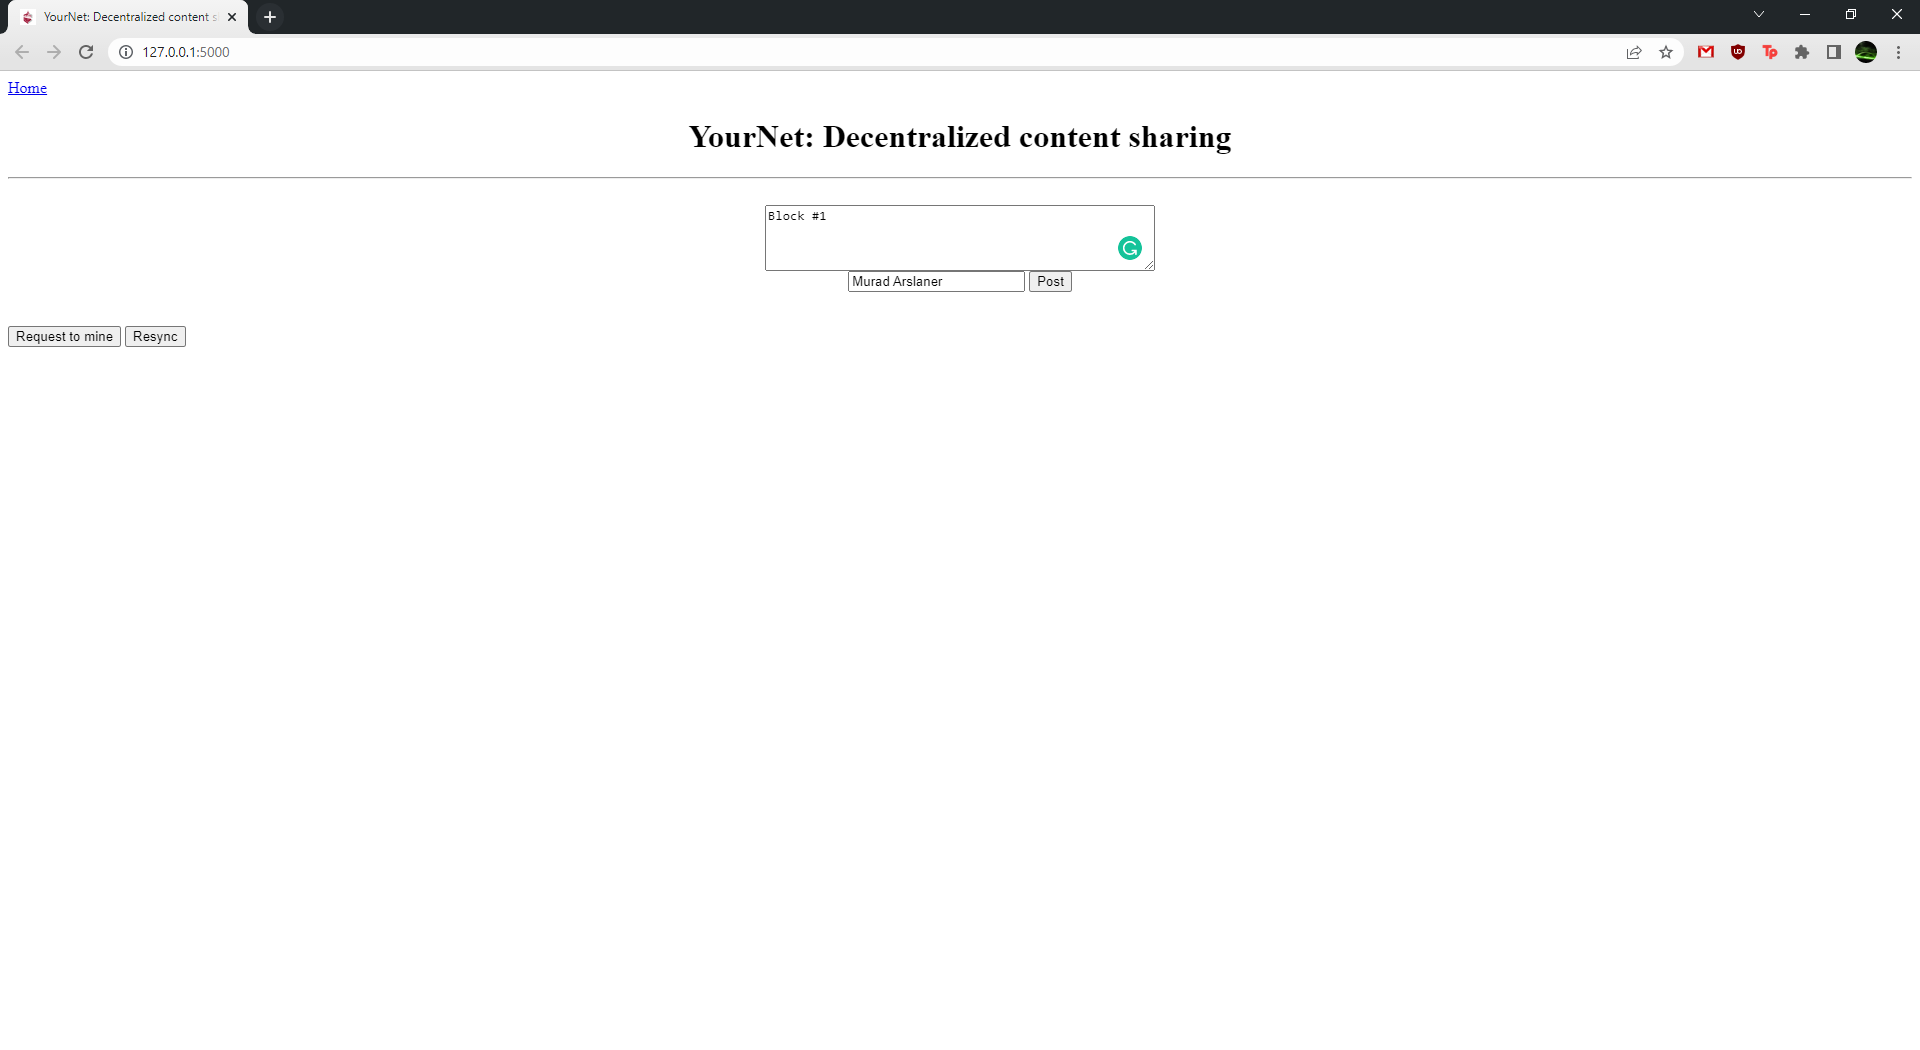 YourNet: Decentralized content s
127.0.0.1:5000
Home
YourNet: Decentralized content sharing
Block #1
Murad Arslaner Post
Request to mine Resync